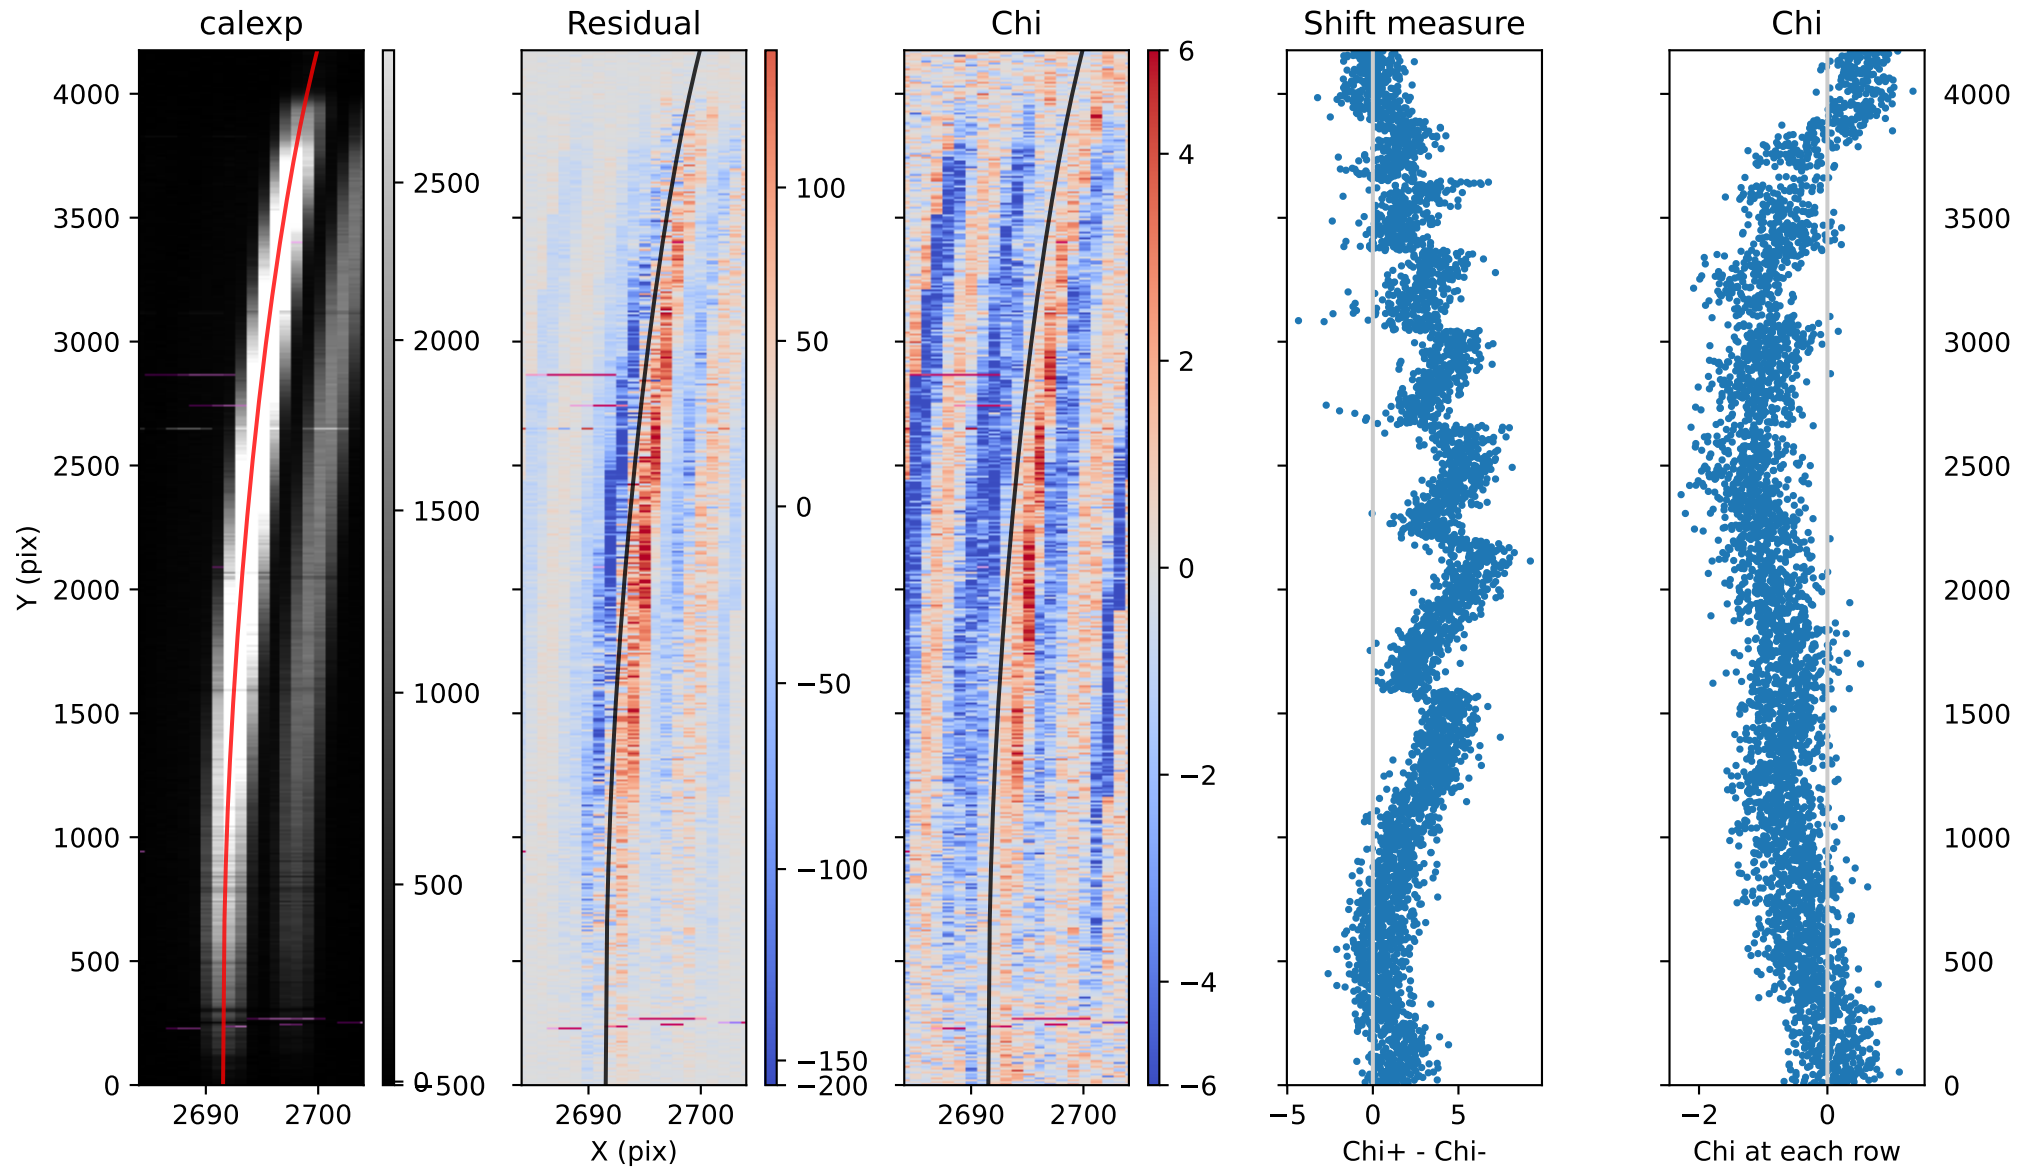 calexp Residual Chi Shift measure Chi
4000 3500 3000 2500 2000 1500 1000 500 0
Y (pix)
2690 2700
2500 2000 1500 1000 500 0 −500
2690 2700
X (pix)
100 50 0 −50 −100 −150 −200
2690 2700
6 4 2 0 −2 −4 −6
−5 0 5
Chi+ - Chi-
−2 0
Chi at each row
4000 3500 3000 2500 2000 1500 1000 500 0